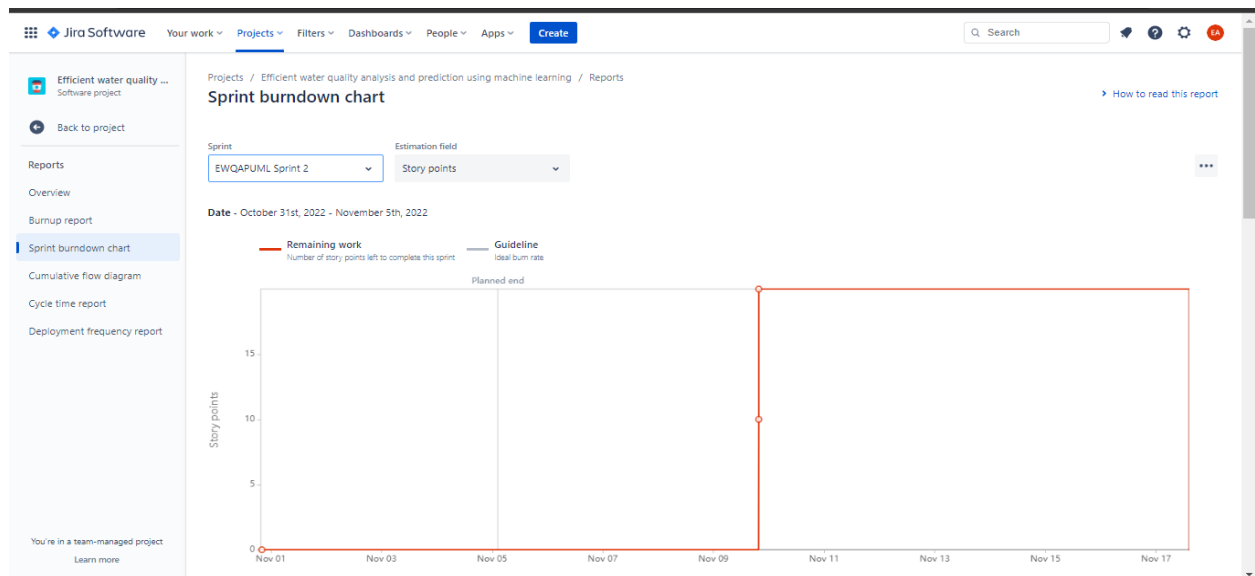 Jira Software Your work Projects Filters Dashboards People Apps Create Search EA
Efficient water quality ...
Software project
Back to project
Reports
Overview
Burnup report
Sprint burndown chart
Cumulative flow diagram
Cycle time report
Deployment frequency report
You're in a team-managed project
Learn more
Projects / Efficient water quality analysis and prediction using machine learning / Reports
Sprint burndown chart
How to read this report
Sprint Estimation field
EWQAPUML Sprint 2 Story points
Date - October 31st, 2022 - November 5th, 2022
Remaining work Guideline
Number of story points left to complete this sprint Ideal burn rate
Planned end
15
10
5
0
Story points
Nov 01 Nov 03 Nov 05 Nov 07 Nov 09 Nov 11 Nov 13 Nov 15 Nov 17